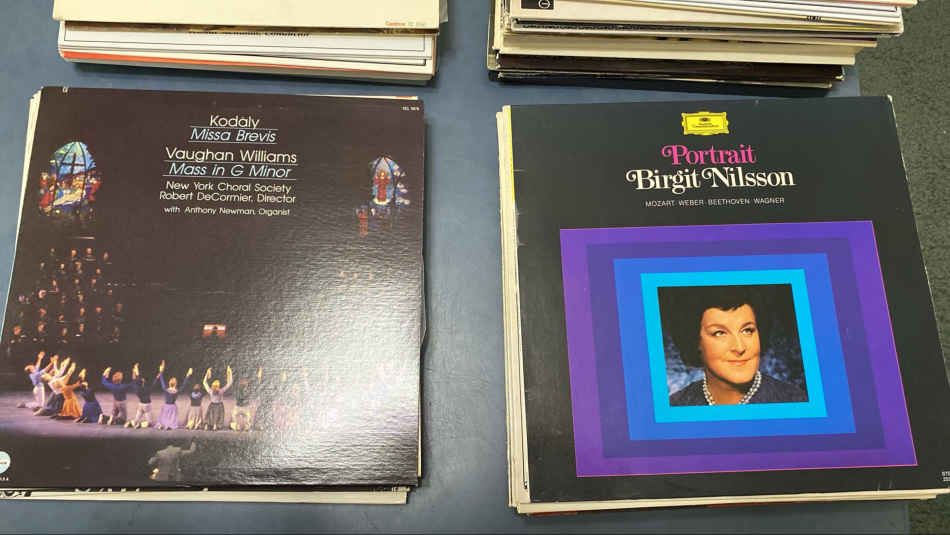 Kodály
Missa Brevis
Vaughan Williams
Mass in G Minor
New York Choral Society
Robert DeCormier, Director
with Anthony Newman, Organist
Portrait
Birgit Nilsson
MOZART · WEBER · BEETHOVEN · WAGNER